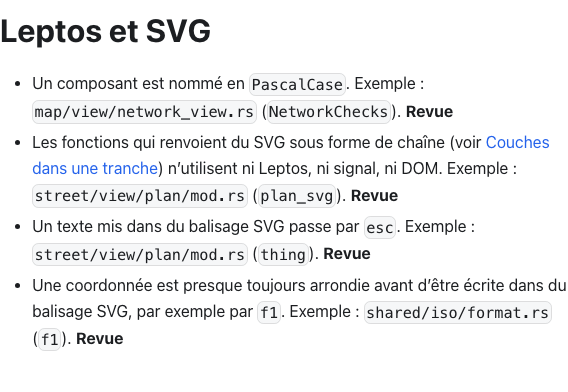 Leptos et SVG
• Un composant est nommé en PascalCase. Exemple :
map/view/network_view.rs (NetworkChecks). Revue
• Les fonctions qui renvoient du SVG sous forme de chaîne (voir Couches
dans une tranche) n’utilisent ni Leptos, ni signal, ni DOM. Exemple :
street/view/plan/mod.rs (plan_svg). Revue
• Un texte mis dans du balisage SVG passe par esc. Exemple :
street/view/plan/mod.rs (thing). Revue
• Une coordonnée est presque toujours arrondie avant d’être écrite dans du
balisage SVG, par exemple par f1. Exemple : shared/iso/format.rs
(f1). Revue